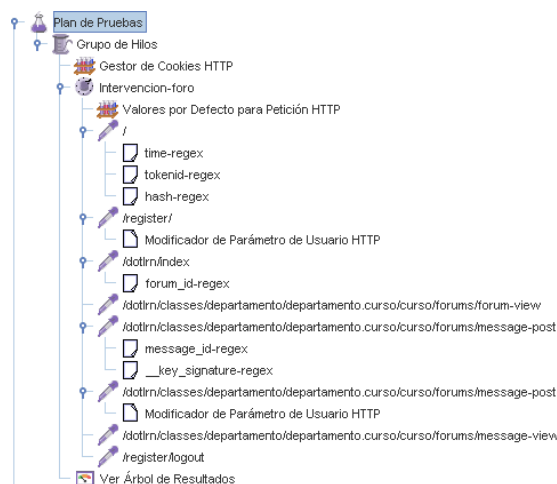 Plan de Pruebas
Grupo de Hilos
Gestor de Cookies HTTP
Intervencion-foro
Valores por Defecto para Petición HTTP
/
time-regex
tokenid-regex
hash-regex
/register/
Modificador de Parámetro de Usuario HTTP
/dotlrn/index
forum_id-regex
/dotlrn/classes/departamento/departamento.curso/curso/forums/forum-view
/dotlrn/classes/departamento/departamento.curso/curso/forums/message-post
message_id-regex
__key_signature-regex
/dotlrn/classes/departamento/departamento.curso/curso/forums/message-post
Modificador de Parámetro de Usuario HTTP
/dotlrn/classes/departamento/departamento.curso/curso/forums/message-view
/register/logout
Ver Árbol de Resultados